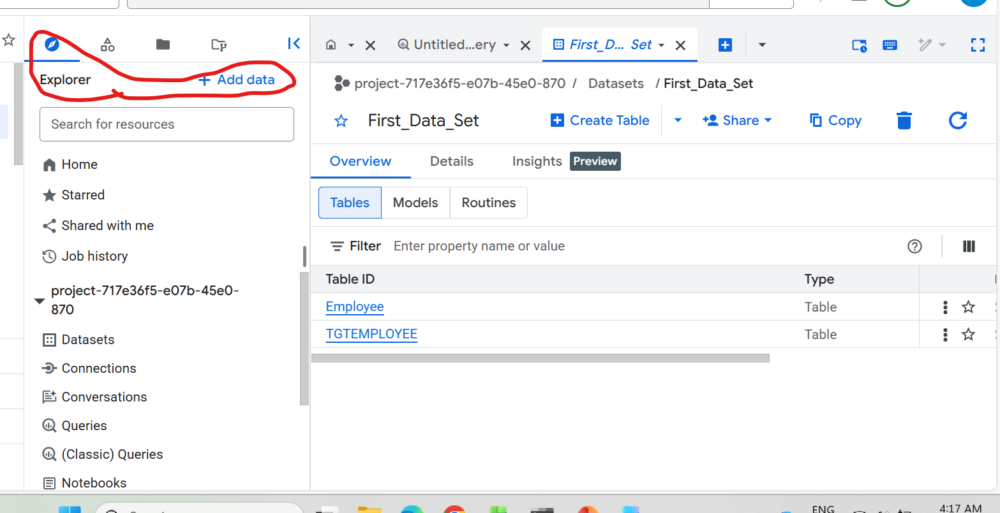 Untitled...ery
First_D... Set
Explorer
+ Add data
project-717e36f5-e07b-45e0-870 / Datasets / First_Data_Set
Search for resources
First_Data_Set
Create Table
Share
Copy
Home
Starred
Shared with me
Job history
project-717e36f5-e07b-45e0-
870
Datasets
Connections
Conversations
Queries
(Classic) Queries
Notebooks
Overview
Details
Insights
Preview
Tables
Models
Routines
Filter
Enter property name or value
Table ID
Type
Employee
Table
TGTEMPLOYEE
Table
ENG
4:17 AM